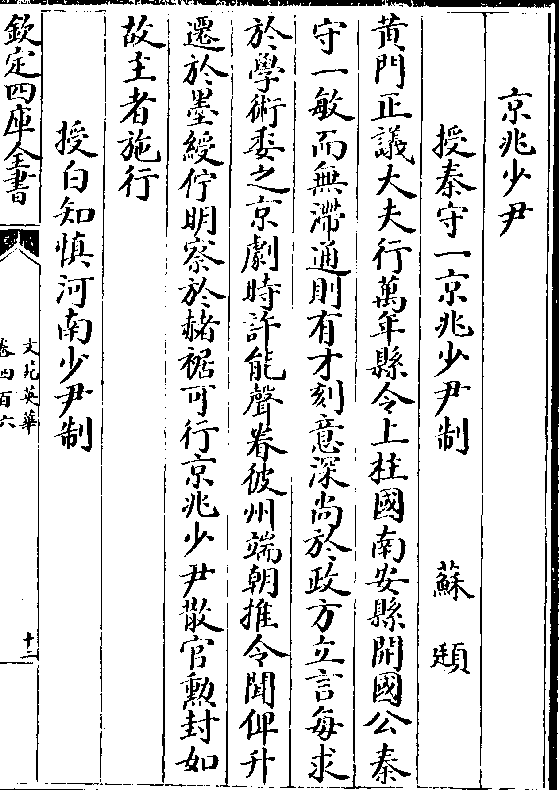 京兆少尹
授秦守一京兆少尹制 蘇頲
黃門正議大夫行萬年縣令上柱國南安縣開國公秦
守一敏而無滯通則有才刻意深尚於政方立言每求
於學術委之京劇時許能聲眷彼州端朝推令聞俾升
遷於墨綬佇明察於赭裾可行京兆少尹散官勲封如
故主者施行
授白知慎河南少尹制
欽定四庫全書
文苑英華
卷四百六
十二